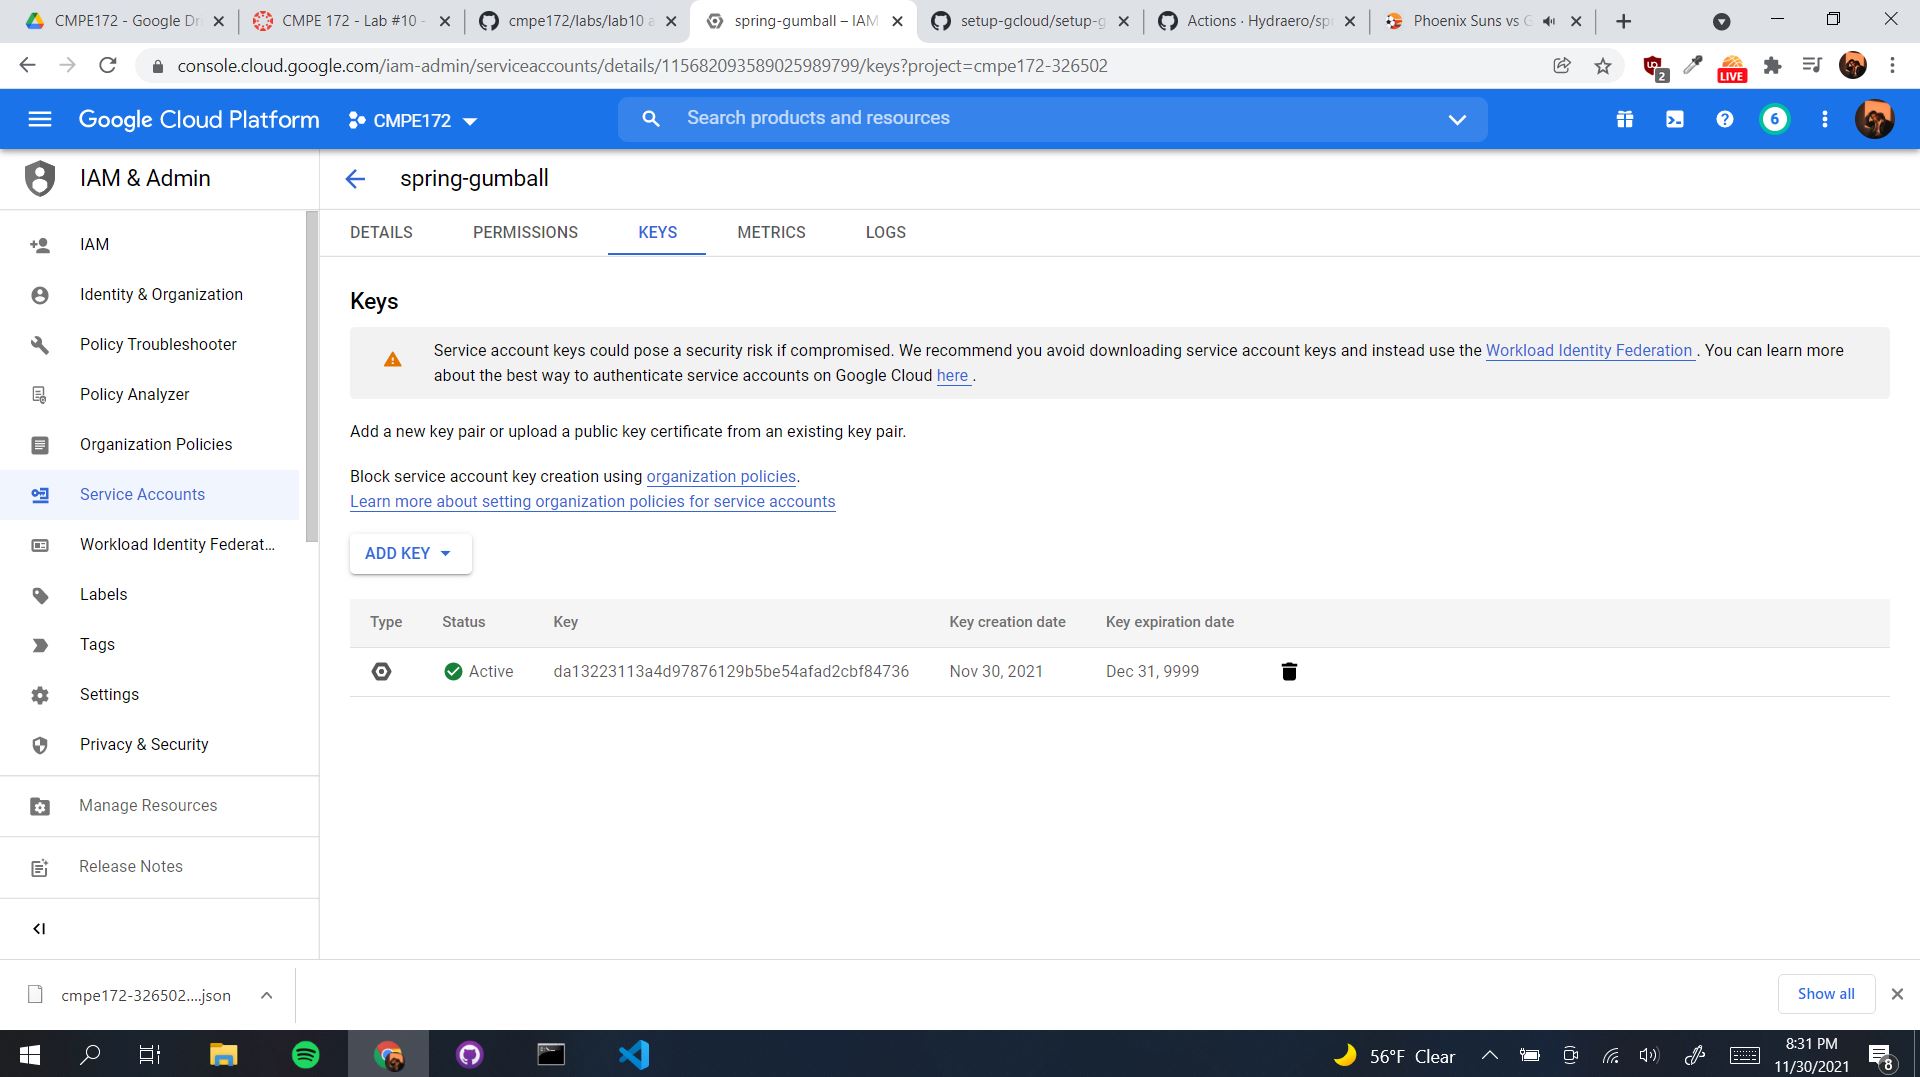 CMPE172 - Google Dri
CMPE 172 - Lab #10 -
cmpe172/labs/lab10 a
spring-gumball – IAM
setup-gcloud/setup-g
Actions · Hydraero/spr
Phoenix Suns vs G
console.cloud.google.com/iam-admin/serviceaccounts/details/115682093589025989799/keys?project=cmpe172-326502
2
LIVE
Google Cloud Platform
CMPE172
Search products and resources
6
IAM & Admin
spring-gumball
DETAILS
PERMISSIONS
KEYS
METRICS
LOGS
IAM
Identity & Organization
Policy Troubleshooter
Policy Analyzer
Organization Policies
Service Accounts
Workload Identity Federat...
Labels
Tags
Settings
Privacy & Security
Manage Resources
Release Notes
Keys
Service account keys could pose a security risk if compromised. We recommend you avoid downloading service account keys and instead use the Workload Identity Federation . You can learn more
about the best way to authenticate service accounts on Google Cloud here .
Add a new key pair or upload a public key certificate from an existing key pair.
Block service account key creation using organization policies.
Learn more about setting organization policies for service accounts
ADD KEY
Type Status Key Key creation date Key expiration date
Active da13223113a4d97876129b5be54afad2cbf84736 Nov 30, 2021 Dec 31, 9999
cmpe172-326502....json
Show all
56°F Clear
8:31 PM
11/30/2021
8